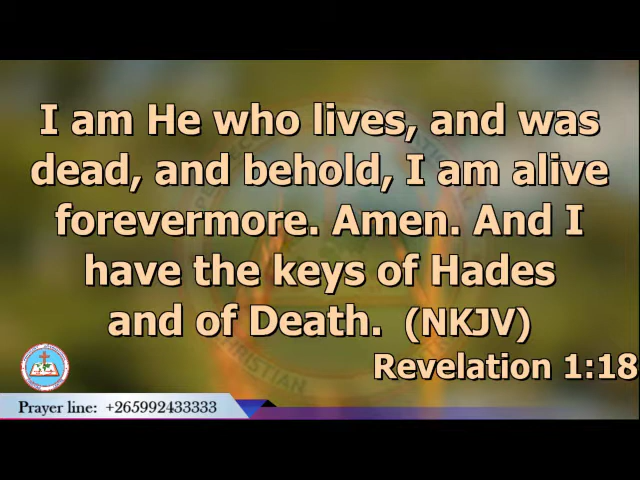 I am He who lives, and was
dead, and behold, I am alive
forevermore. Amen. And I
have the keys of Hades
and of Death. (NKJV)
Revelation 1:18
Prayer line: +265992433333
CHRISTIAN